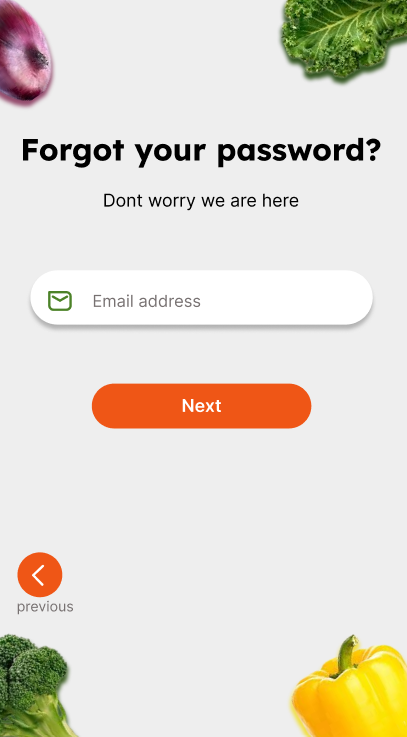 Forgot your password?
Dont worry we are here
Email address
Next
previous